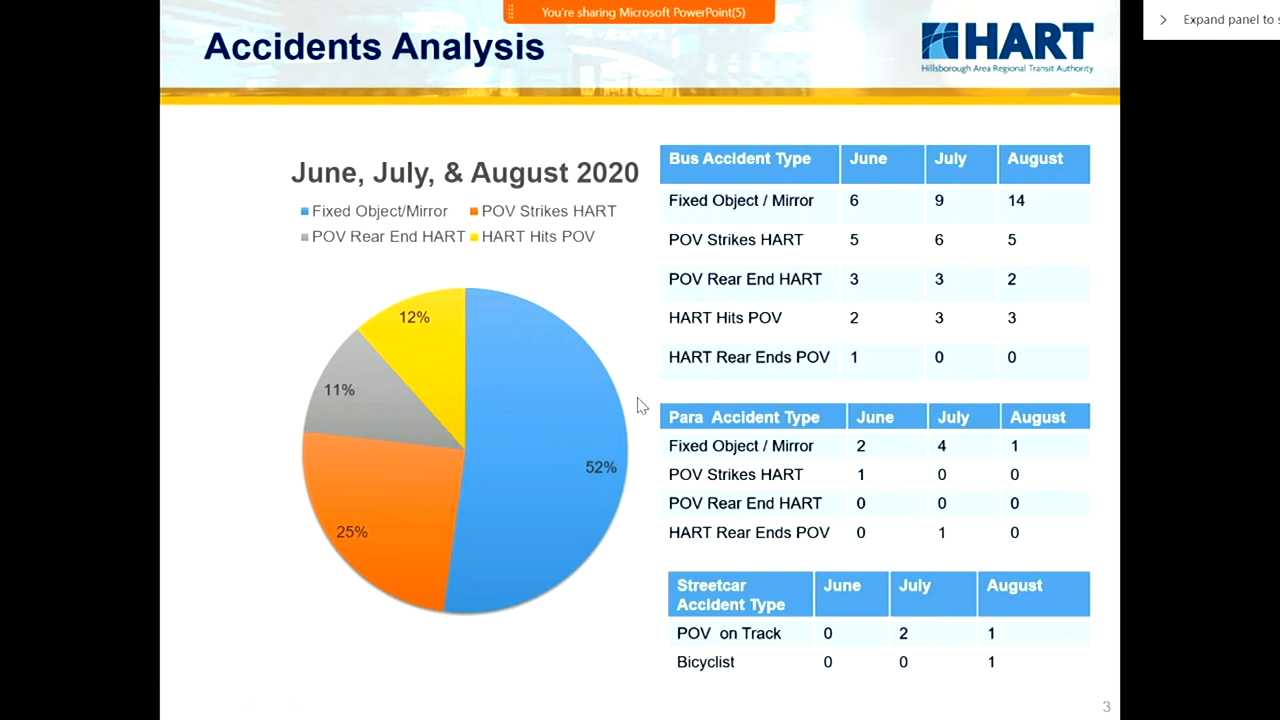 You're sharing Microsoft PowerPoint(5)
Expand panel to s
Accidents Analysis
HART
Hillsborough Area Regional Transit Authority
June, July, & August 2020
Fixed Object/Mirror POV Strikes HART
POV Rear End HART HART Hits POV
12%
11%
52%
25%
Bus Accident Type June July August
Fixed Object / Mirror 6 9 14
POV Strikes HART 5 6 5
POV Rear End HART 3 3 2
HART Hits POV 2 3 3
HART Rear Ends POV 1 0 0
Para Accident Type June July August
Fixed Object / Mirror 2 4 1
POV Strikes HART 1 0 0
POV Rear End HART 0 0 0
HART Rear Ends POV 0 1 0
Streetcar June July August
Accident Type
POV on Track 0 2 1
Bicyclist 0 0 1
3